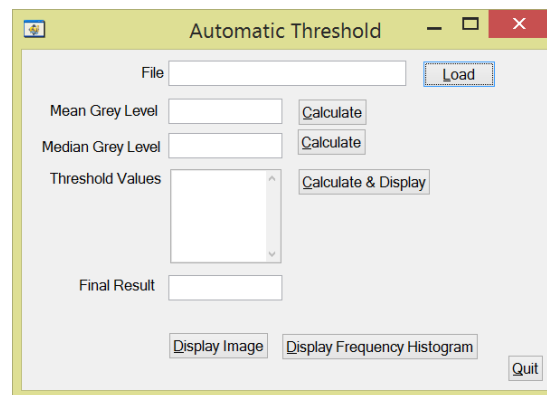 Automatic Threshold
File Load
Mean Grey Level Calculate
Median Grey Level Calculate
Threshold Values Calculate & Display
Final Result
Display Image Display Frequency Histogram
Quit